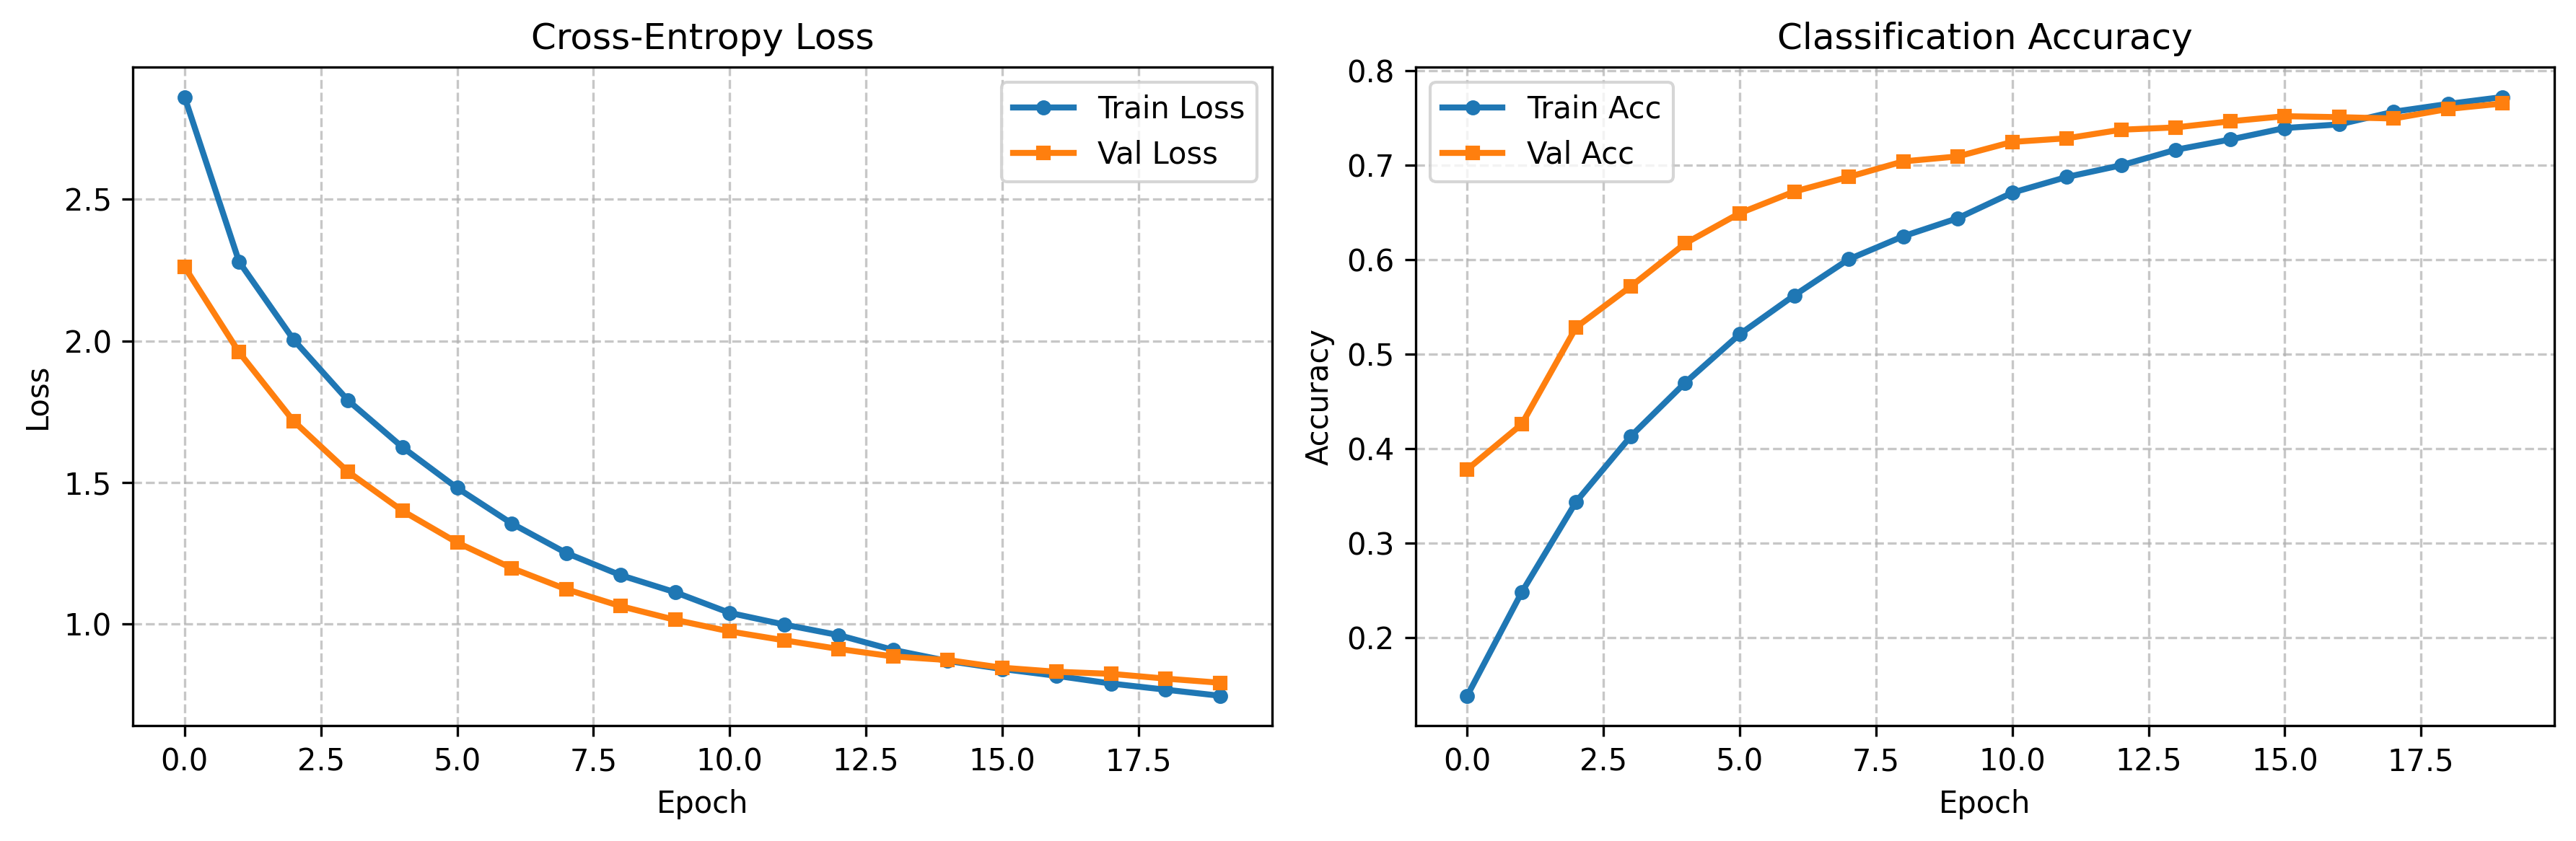 Cross-Entropy Loss
Train Loss
Val Loss
2.5
2.0
1.5
1.0
Loss
0.0 2.5 5.0 7.5 10.0 12.5 15.0 17.5
Epoch
Classification Accuracy
Train Acc
Val Acc
0.8
0.7
0.6
0.5
0.4
0.3
0.2
Accuracy
0.0 2.5 5.0 7.5 10.0 12.5 15.0 17.5
Epoch